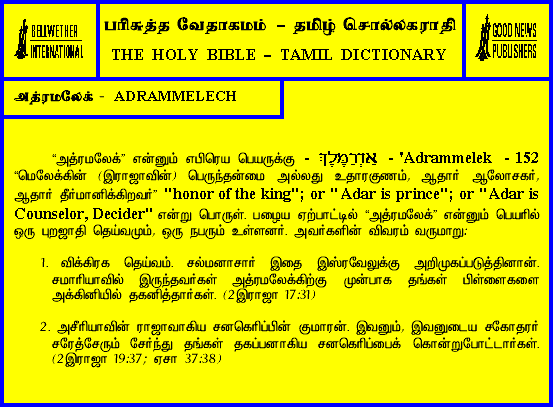 BELLWETHER
INTERNATIONAL
பரிசுத்த வேதாகமம் – தமிழ் சொல்லகராதி
THE HOLY BIBLE – TAMIL DICTIONARY
GOOD NEWS
PUBLISHERS
அத்ரமலேக் - ADRAMMELECH
“அத்ரமலேக்” என்னும் எபிரெய பெயருக்கு - אַדְרַמֶּלֶךְ - 'Adrammelek - 152
“மெலேக்கின் (இராஜாவின்) பெருந்தன்மை அல்லது உதாரகுணம், ஆதார் ஆலோசகர்,
ஆதார் தீர்மானிக்கிறவர்” "honor of the king"; or "Adar is prince"; or "Adar is
Counselor, Decider" என்று பொருள். பழைய ஏற்பாட்டில் “அத்ரமலேக்” என்னும் பெயரில்
ஒரு புறஜாதி தெய்வமும், ஒரு நபரும் உள்ளனர். அவர்களின் விவரம் வருமாறு:
1. விக்கிரக தெய்வம். சல்மனாசார் இதை இஸ்ரவேலுக்கு அறிமுகப்படுத்தினான்.
சமாரியாவில் இருந்தவர்கள் அத்ரமலேக்கிற்கு முன்பாக தங்கள் பிள்ளைகளை
அக்கினியில் தகனித்தார்கள். (2இராஜா 17:31)
2. அசீரியாவின் ராஜாவாகிய சனகெரிப்பின் குமாரன். இவனும், இவனுடைய சகோதரர்
சரேத்சேரும் சேர்ந்து தங்கள் தகப்பனாகிய சனகெரிப்பைக் கொன்றுபோட்டார்கள்.
(2இராஜா 19:37; ஏசா 37:38)